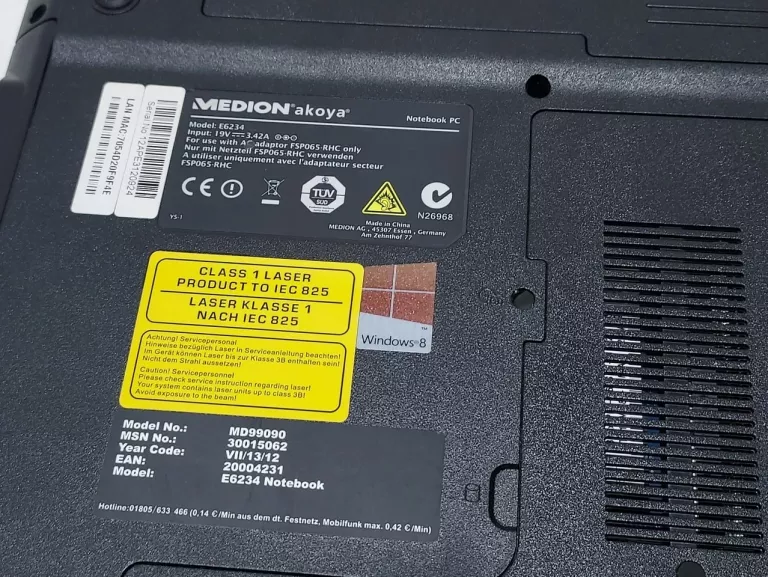 LAN MAC:7054D20F9F4E
Serial no
MEDION® akoya®
Notebook PC
Model: E6234
Input: 19V 3.42A
For use with AC adaptor FSP065-RHC only
Nur mit Netzteil FSP065-RHC verwenden
A utiliser uniquement avec l'adaptateur secteur
FSP065-RHC
CE
TÜV
SÜD
N26968
YS-1
Made in China
MEDION AG, 45307 Essen, Germany
Am Zehnthof 77
CLASS 1 LASER
PRODUCT TO IEC 825
LASER KLASSE 1
NACH IEC 825
Windows®8
™
Achtung! Servicepersonal
Hinweise bezüglich Laser in Serviceanleitung beachten!
Im Gerät können Laser bis zur Klasse 3B enthalten sein!
Nicht dem Strahl aussetzen!
Caution! Servicepersonnel
Please check service instruction regarding laser!
Your system contains laser units up to class 3B!
Avoid exposure to the beam!
Model No.: MD99090
MSN No.: 30015062
Year Code: VII/13/12
EAN: 20004231
Model: E6234 Notebook
Hotline:01805/633 466 (0,14 €/Min aus dem dt. Festnetz, Mobilfunk max. 0,42 €/Min)